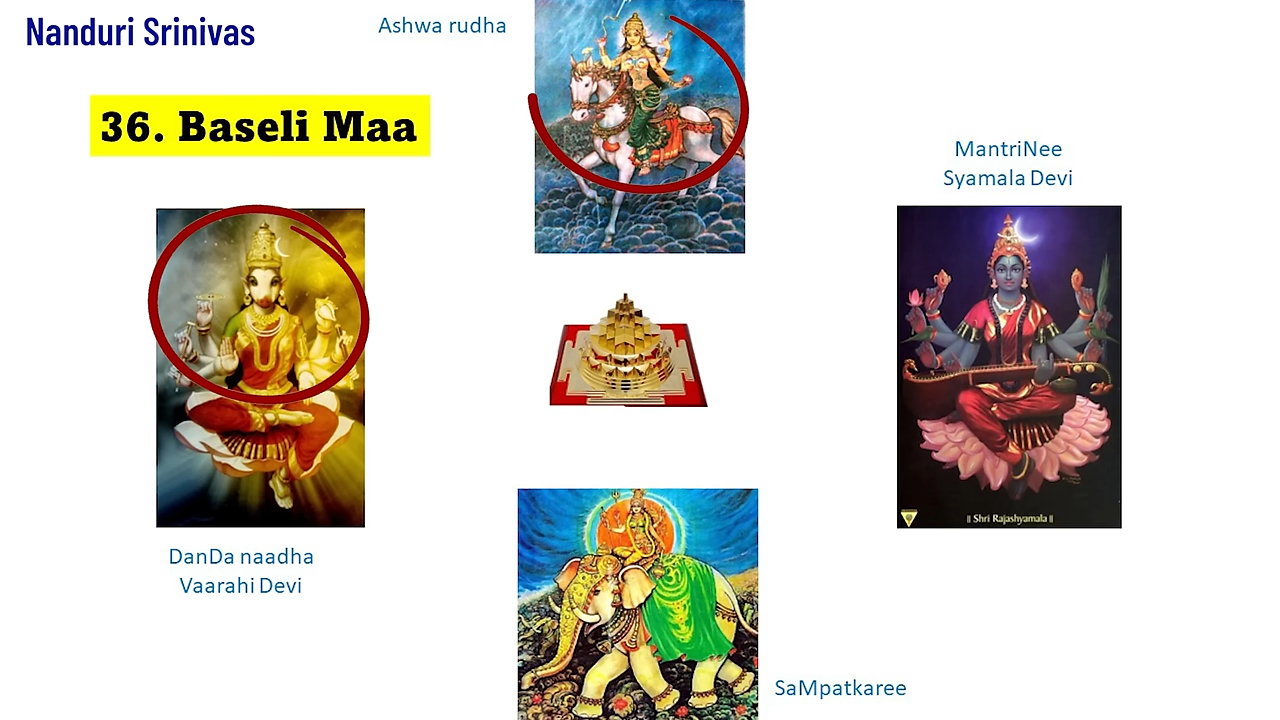 Nanduri Srinivas
Ashwa rudha
36. Baseli Maa
MantriNee
Syamala Devi
|| Shri Rajashyamala ||
DanDa naadha
Vaarahi Devi
SaMpatkaree